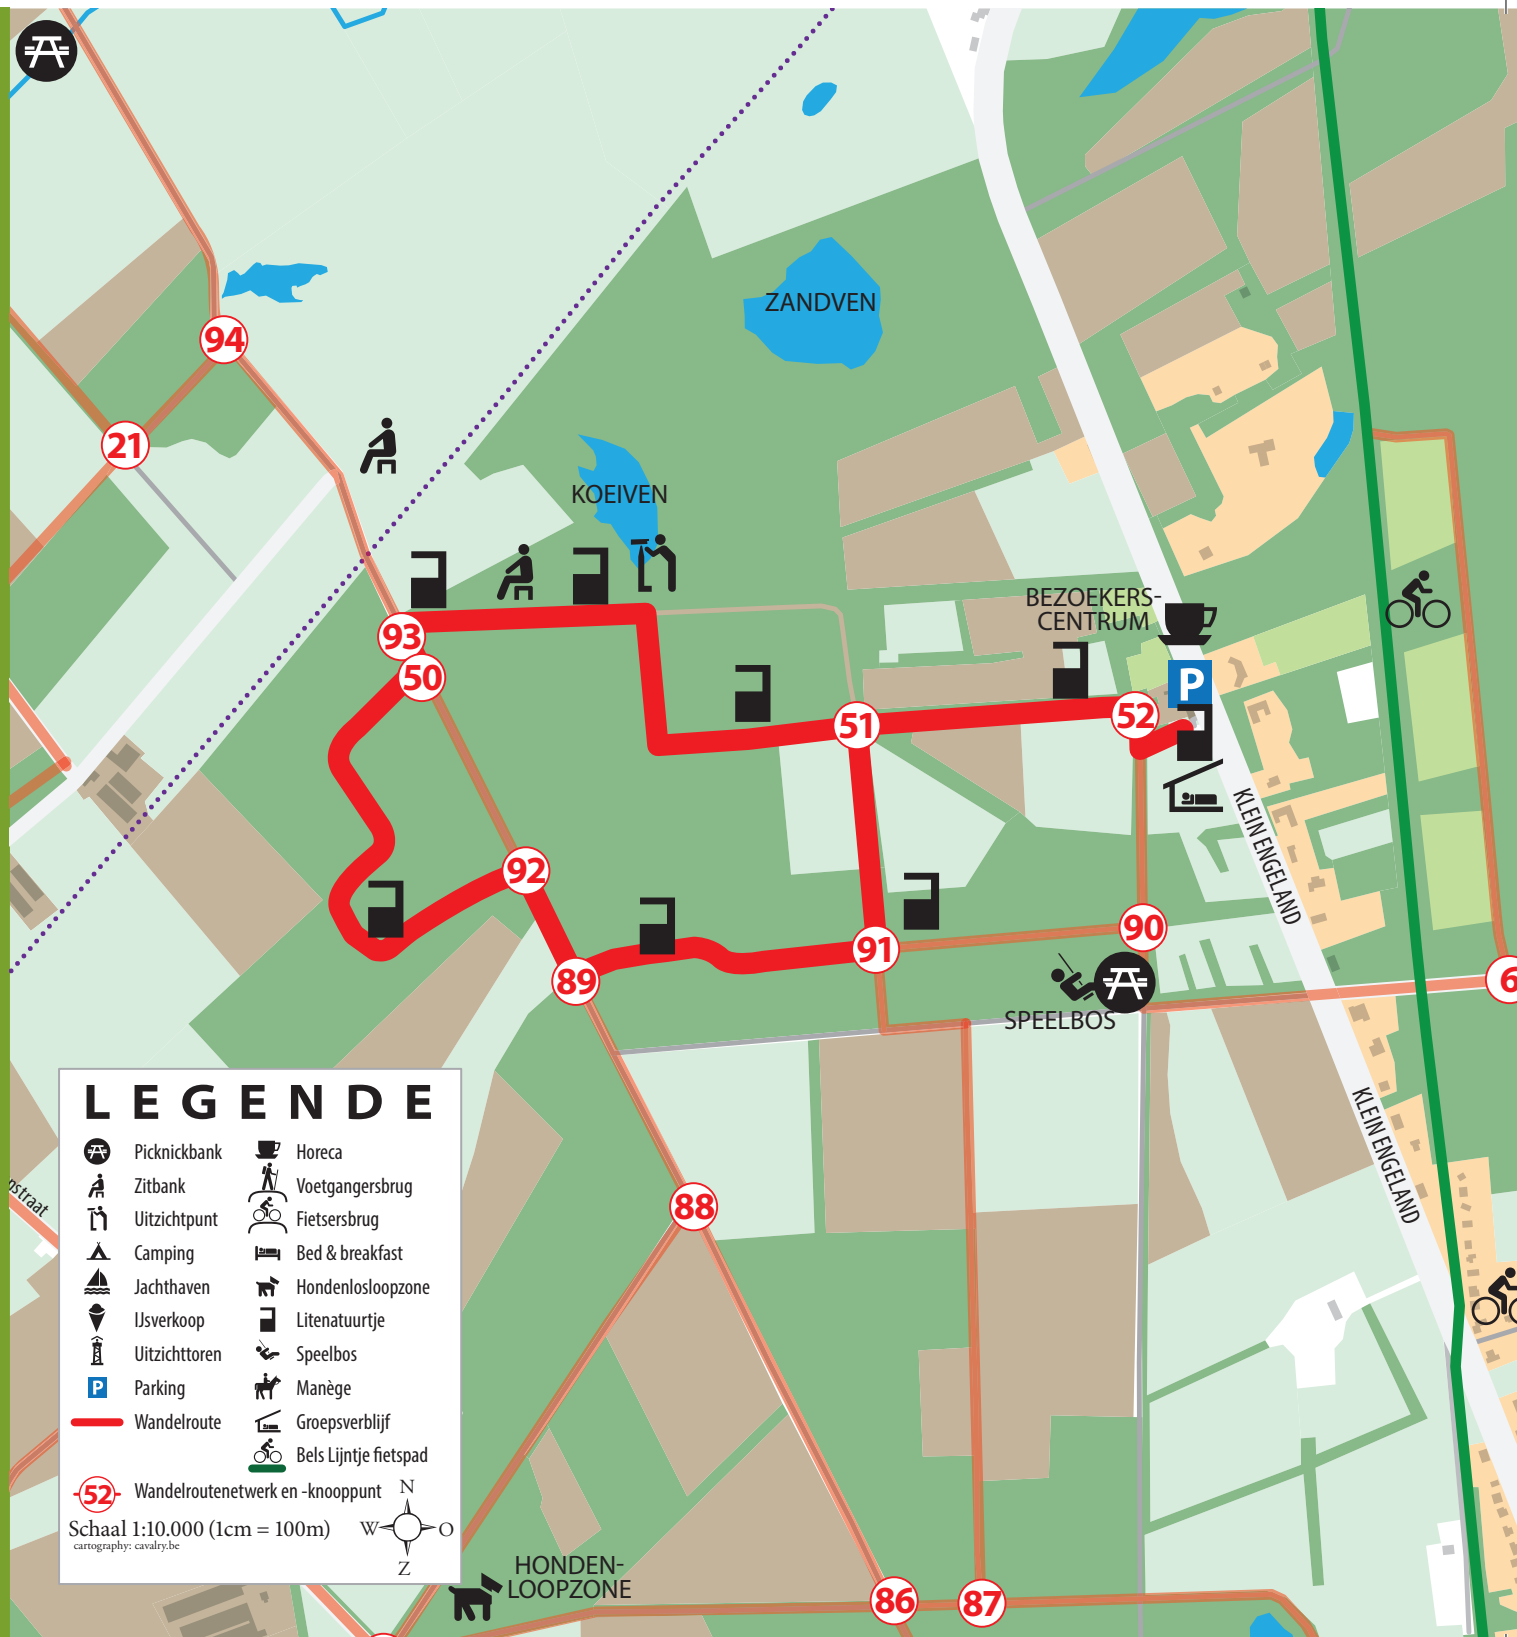 94
21
ZANDVEN
KOEIVEN
93
50
BEZOEKERS-
CENTRUM
P
51
52
KLEIN ENGELAND
92
91
90
89
SPEELBOS
6
KLEIN ENGELAND
88
86
87
HONDEN-
LOOPZONE
LEGENDE
Picknickbank
Zitbank
Uitzichtpunt
Camping
Jachthaven
IJsverkoop
Uitzichttoren
P Parking
Wandelroute
Horeca
Voetgangersbrug
Fietsersbrug
Bed & breakfast
Hondenlosloopzone
Litenatuurtje
Speelbos
Manège
Groepsverblijf
Bels Lijntje fietspad
52 Wandelroutenetwerk en -knooppunt
Schaal 1:10.000 (1cm = 100m)
cartography: cavalry.be
N
W O
Z